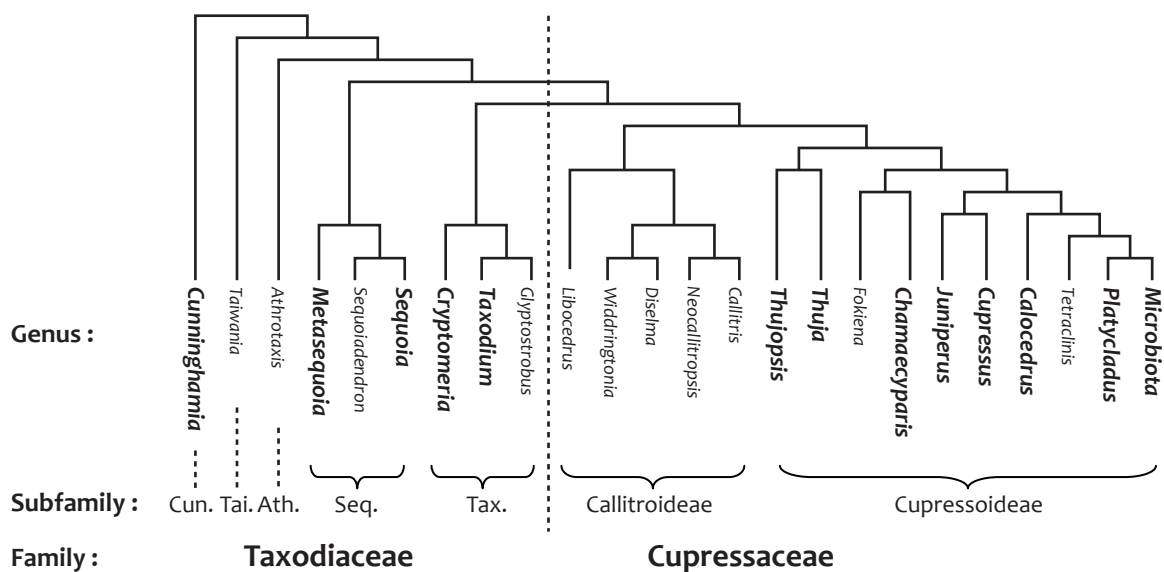 Genus : Cunninghamia Taiwania Athrotaxis Metasequoia Sequoiadendron Sequoia Cryptomeria Taxodium Glyptostrobus Libocedrus Widdringtonia Diselma Neocallitropsis Callitris Thujopsis Thuja Fokiena Chamaecyparis Juniperus Cupressus Calocedrus Tetraclinis Platycladus Microbiota
Subfamily : Cun. Tai. Ath. Seq. Tax. Callitroideae Cupressoideae
Family : Taxodiaceae Cupressaceae